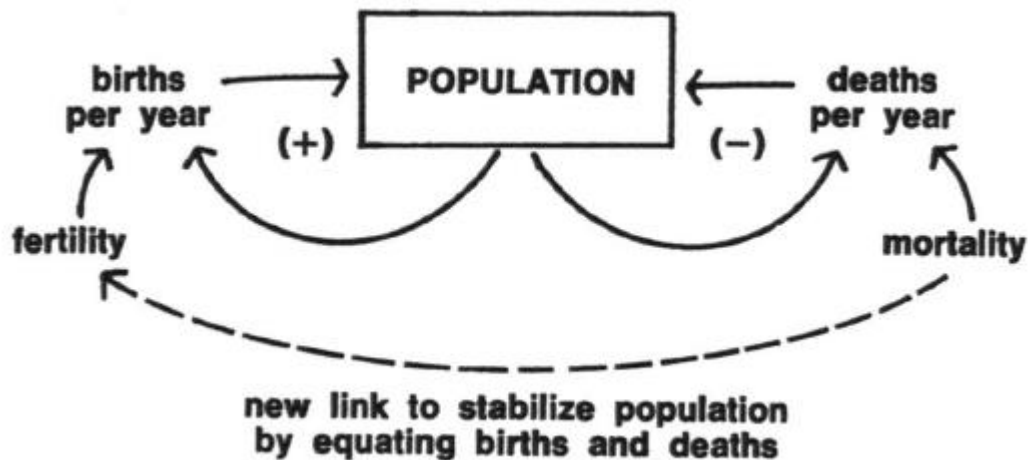 births
per year
POPULATION
deaths
per year
(+)
(−)
fertility
mortality
new link to stabilize population
by equating births and deaths